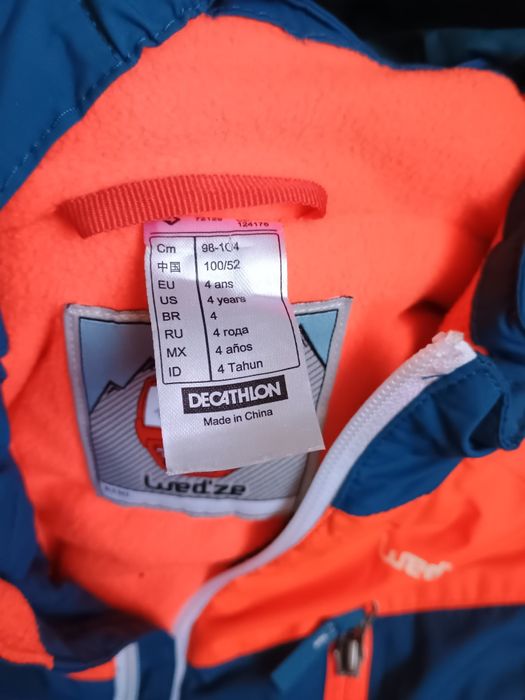 124176
Cm 98-104
中国 100/52
EU 4 ans
US 4 years
BR 4
RU 4 года
MX 4 años
ID 4 Tahun
DECATHLON
Made in China
wed'ze